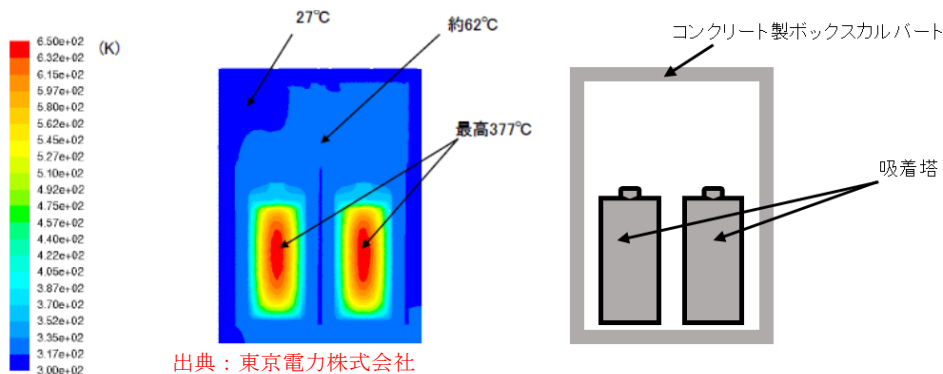 6.50e+02
6.32e+02
6.15e+02
5.97e+02
5.80e+02
5.62e+02
5.45e+02
5.27e+02
5.10e+02
4.92e+02
4.75e+02
4.57e+02
4.40e+02
4.22e+02
4.05e+02
3.87e+02
3.70e+02
3.52e+02
3.35e+02
3.17e+02
3.00e+02
(K)
27℃
約62℃
最高377℃
出典：東京電力株式会社
コンクリート製ボックスカルバート
吸着塔